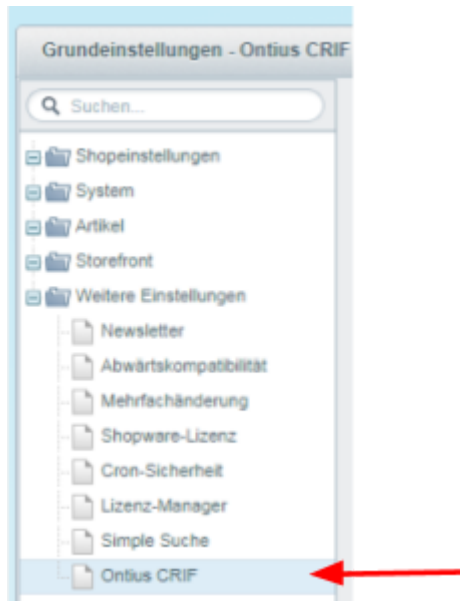 Grundeinstellungen - Ontius CRIF
Suchen...
Shopeinstellungen
System
Artikel
Storefront
Weitere Einstellungen
Newsletter
Abwärtskompatibilität
Mehrfachänderung
Shopware-Lizenz
Cron-Sicherheit
Lizenz-Manager
Simple Suche
Ontius CRIF